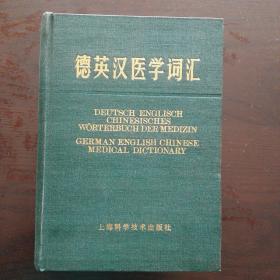 德英汉医学词汇
DEUTSCH ENGLISCH
CHINESISCHES
WÖRTERBUCH DER MEDIZIN
GERMAN ENGLISH CHINESE
MEDICAL DICTIONARY
上海科学技术出版社